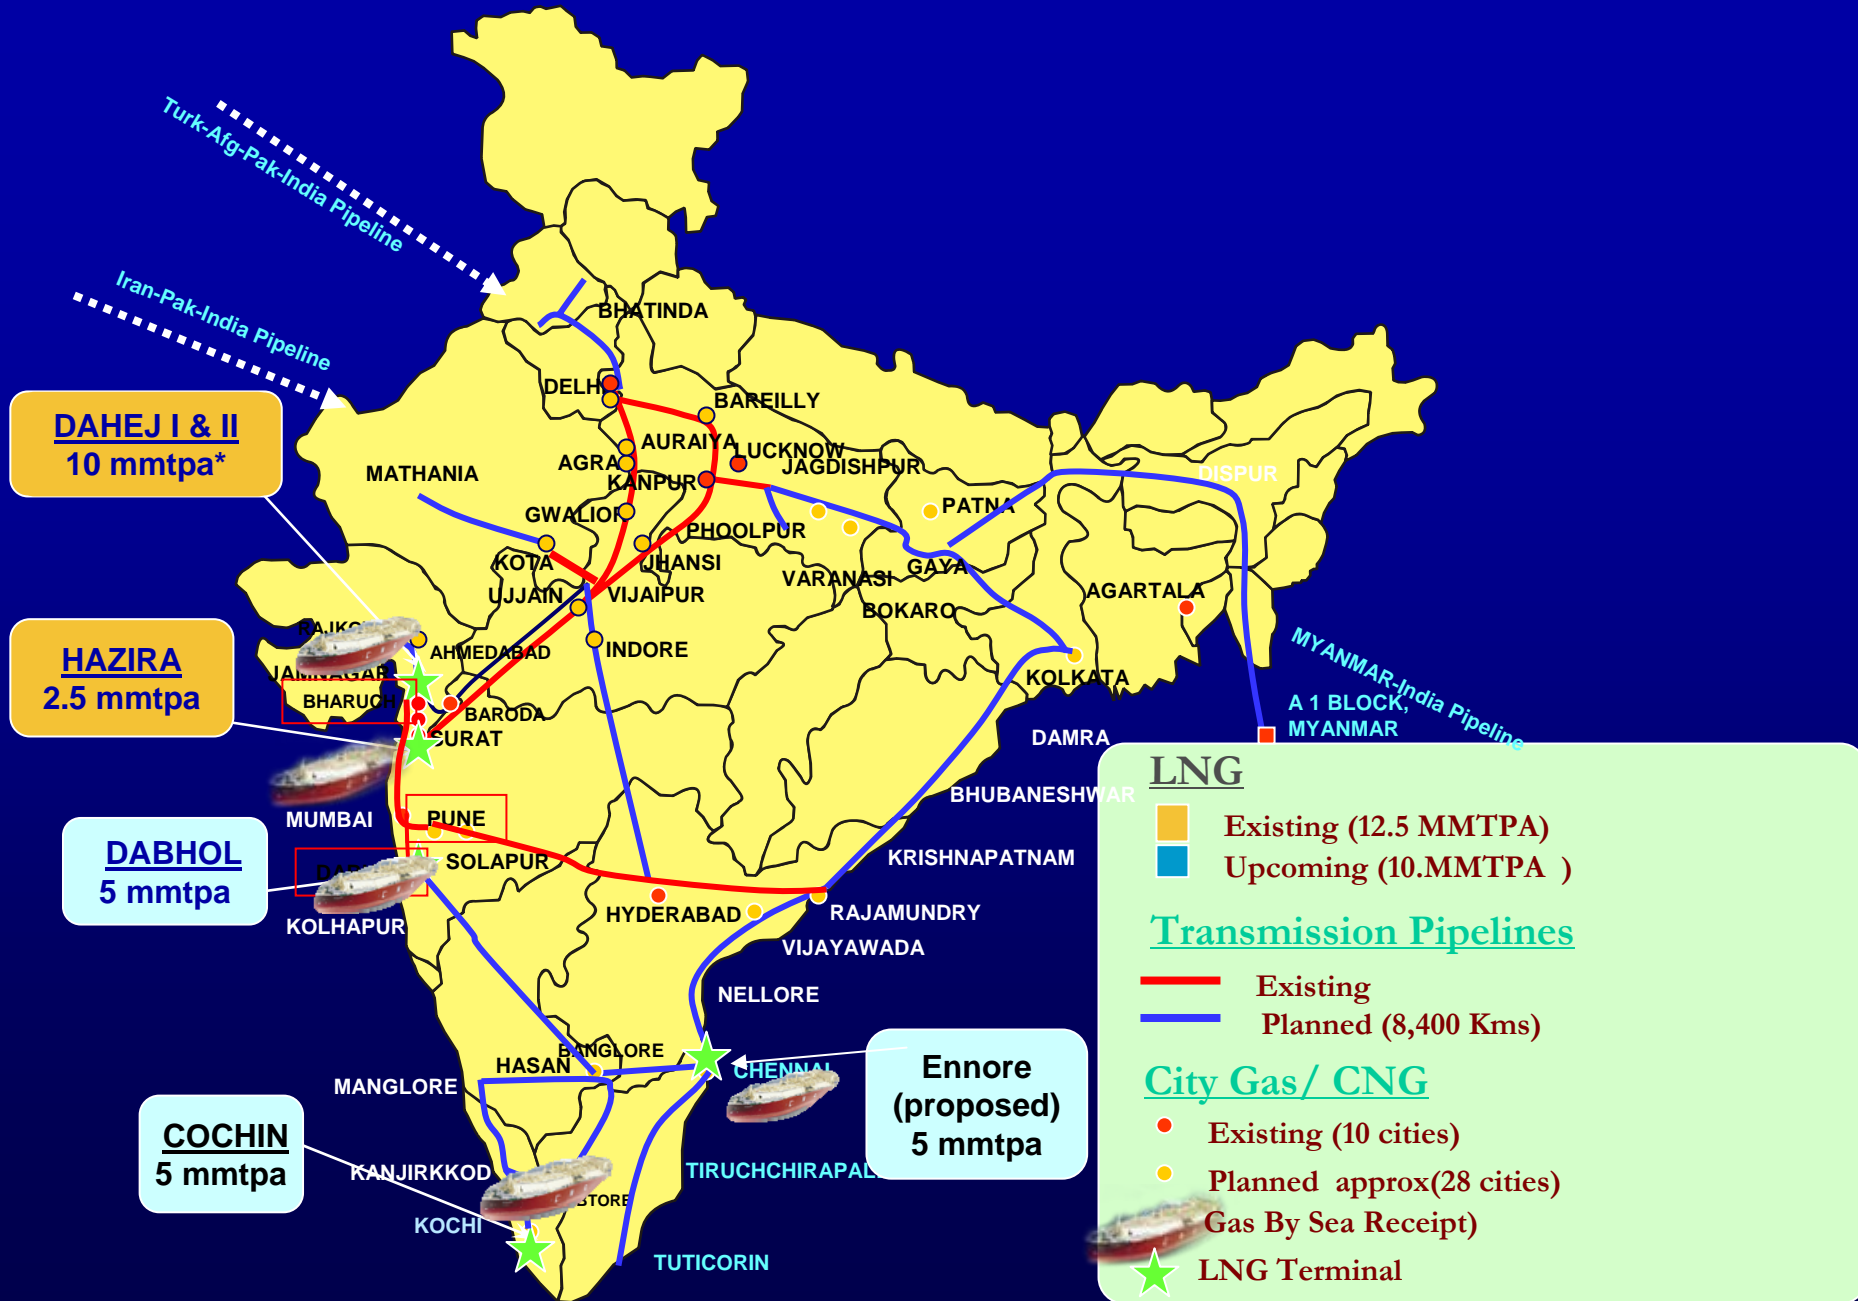 Turk-Afg-Pak-India Pipeline
Iran-Pak-India Pipeline
BHATINDA
DAHEJ I & II
10 mmtpa*
BAREILLY
AURAIYA
LUCKNOW
AGRA
JAGDISHPUR
MATHANIA
KANPUR
DISPUR
GWALIOR
PATNA
PHOOLPUR
KOTA
JHANSI
GAYA
VARANASI
UJJAIN
VIJAIPUR
AGARTALA
BOKARO
HAZIRA
2.5 mmtpa
AHMEDABAD
INDORE
MYANMAR-India Pipeline
JAMNAGAR
KOLKATA
BHARUCH
BARODA
A 1 BLOCK,
MYANMAR
SURAT
DAMRA
BHUBANESHWAR
MUMBAI
PUNE
DABHOL
5 mmtpa
SOLAPUR
KRISHNAPATNAM
KOLHAPUR
HYDERABAD
RAJAMUNDRY
VIJAYAWADA
NELLORE
BANGLORE
HASAN
CHENNAI
MANGLORE
Ennore
(proposed)
5 mmtpa
COCHIN
5 mmtpa
KANJIRKKOD
KOCHI
TUTICORIN
LNG
Existing (12.5 MMTPA)
Upcoming (10.MMTPA )
Transmission Pipelines
Existing
Planned (8,400 Kms)
City Gas/ CNG
Existing (10 cities)
Planned approx(28 cities)
Gas By Sea Receipt)
LNG Terminal